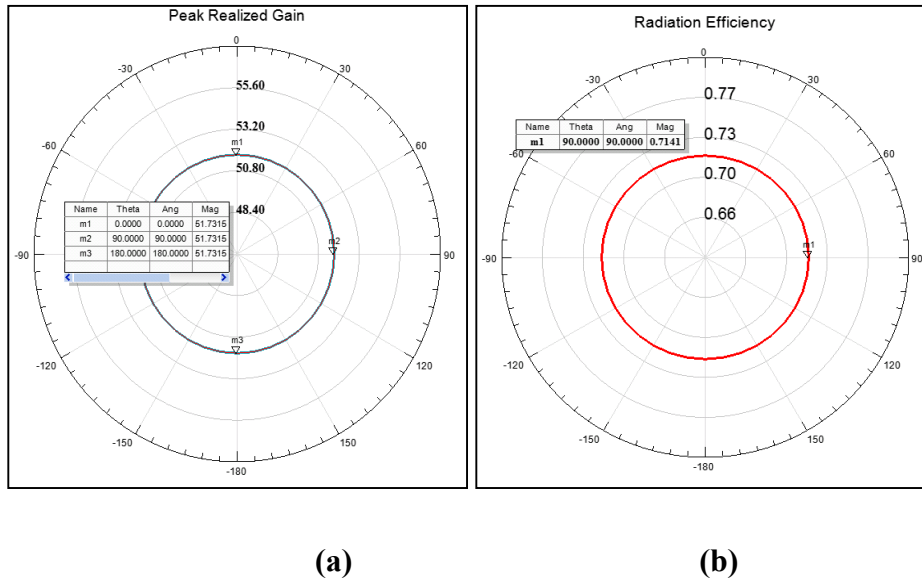 Peak Realized Gain
0
-30
30
55.60
-60
60
53.20
m1
50.80
48.40
Name Theta Ang Mag
m1 0.0000 0.0000 51.7315
m2 90.0000 90.0000 51.7315
m3 180.0000 180.0000 51.7315
m2
-90
90
m3
-120
120
-150
150
-180
(a)
Radiation Efficiency
0
-30
30
0.77
Name Theta Ang Mag
m1 90.0000 90.0000 0.7141
0.73
-60
60
0.70
0.66
m1
-90
90
-120
120
-150
150
-180
(b)